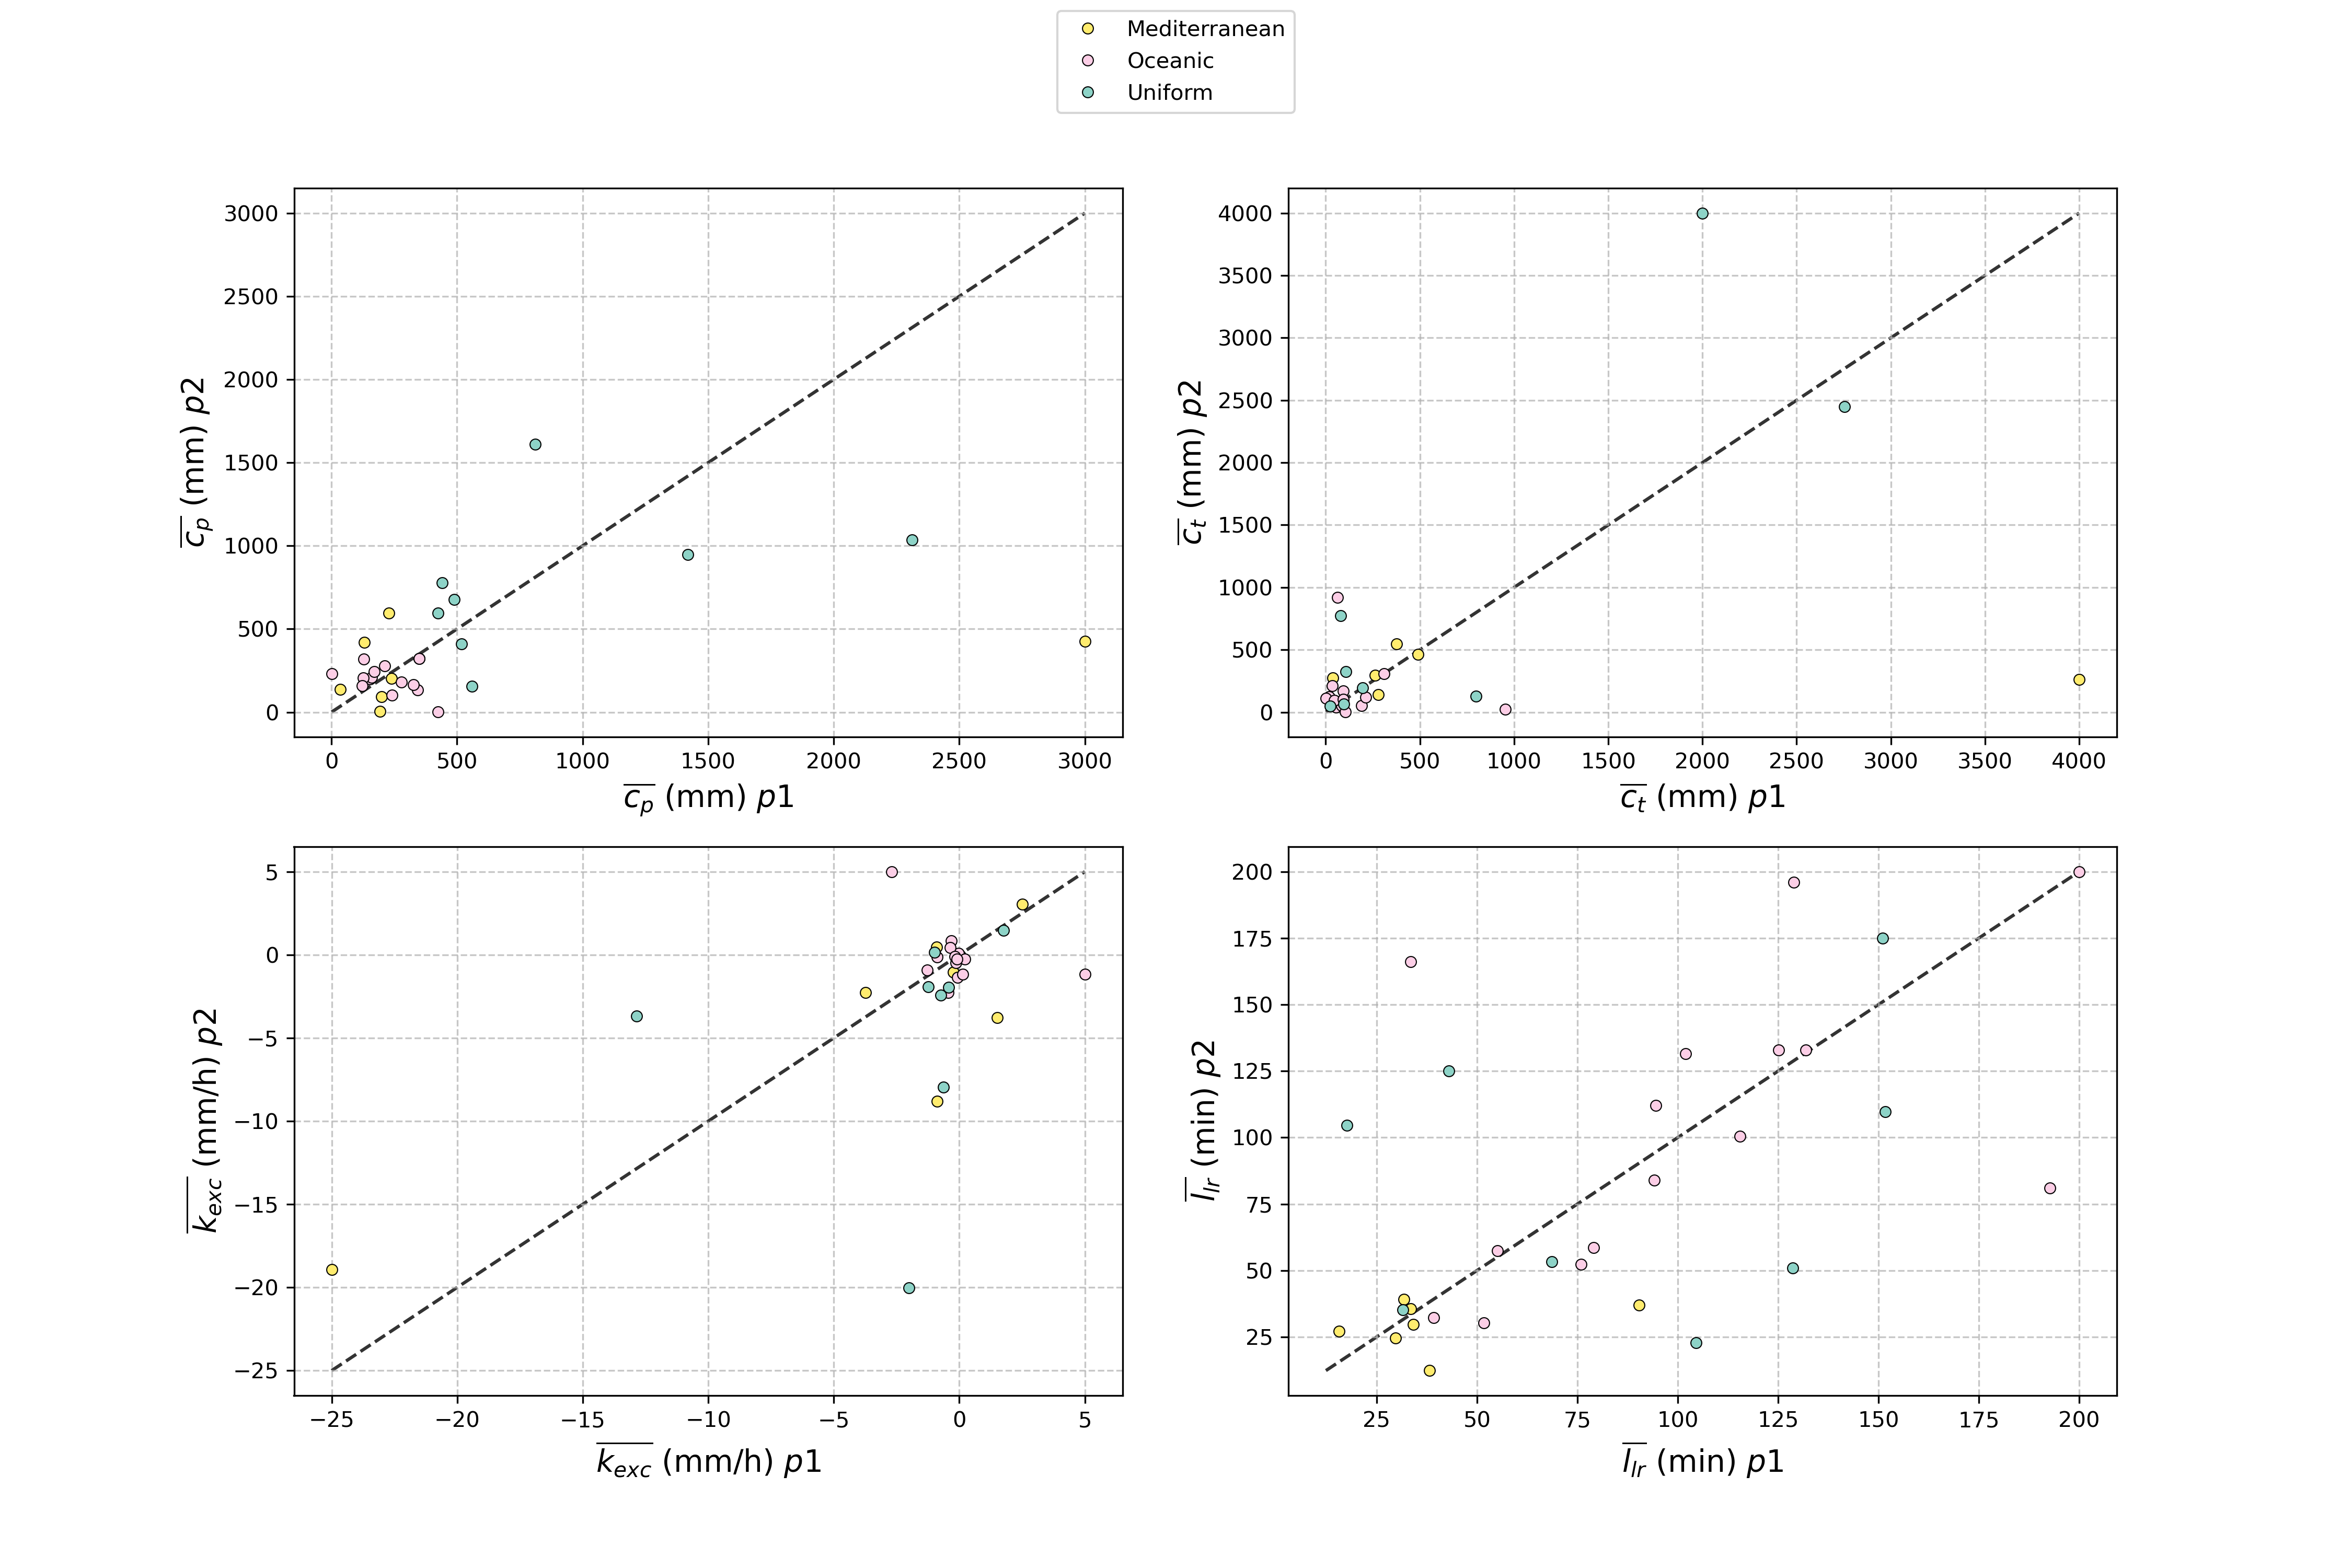 Mediterranean
Oceanic
Uniform
3000
2500
2000
1500
1000
500
0
c̅p̅ (mm) p2
0 500 1000 1500 2000 2500 3000
c̅p̅ (mm) p1
4000
3500
3000
2500
2000
1500
1000
500
0
c̅t̅ (mm) p2
0 500 1000 1500 2000 2500 3000 3500 4000
c̅t̅ (mm) p1
5
0
−5
−10
−15
−20
−25
k̅e̅x̅c̅ (mm/h) p2
−25 −20 −15 −10 −5 0 5
k̅e̅x̅c̅ (mm/h) p1
200
175
150
125
100
75
50
25
l̅l̅r̅ (min) p2
25 50 75 100 125 150 175 200
l̅l̅r̅ (min) p1